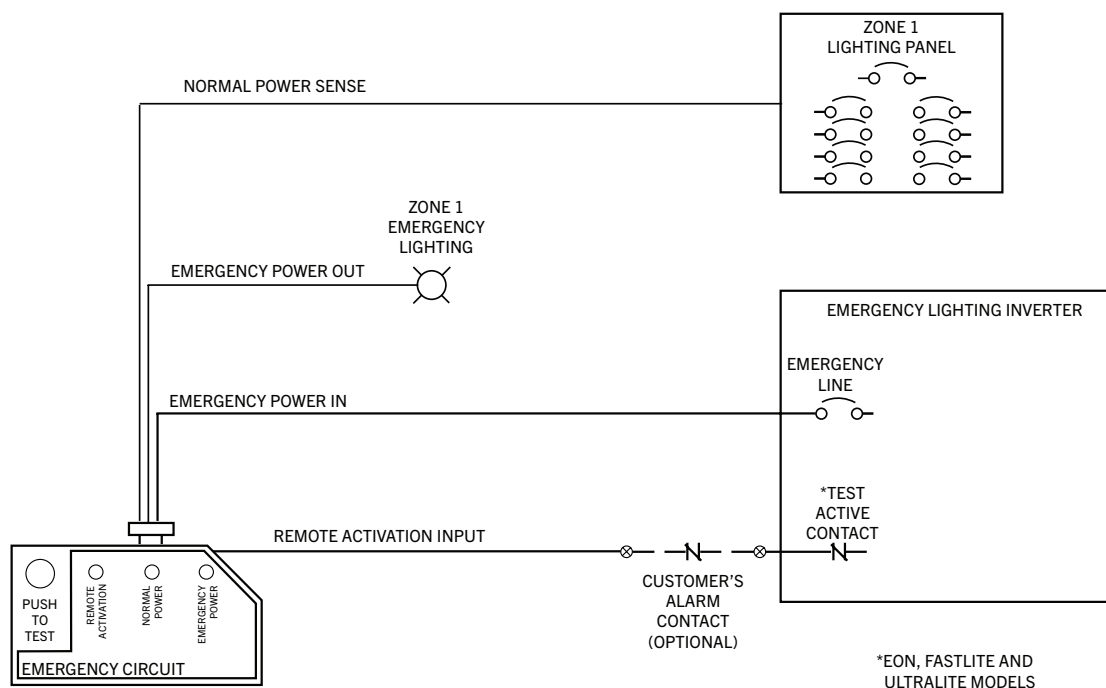 ZONE 1
LIGHTING PANEL
NORMAL POWER SENSE
ZONE 1
EMERGENCY
LIGHTING
EMERGENCY POWER OUT
EMERGENCY LIGHTING INVERTER
EMERGENCY
LINE
EMERGENCY POWER IN
*TEST
ACTIVE
CONTACT
REMOTE ACTIVATION INPUT
CUSTOMER'S
ALARM
CONTACT
(OPTIONAL)
PUSH
TO
TEST
REMOTE
ACTIVATION
NORMAL
POWER
EMERGENCY
POWER
EMERGENCY CIRCUIT
*EON, FASTLITE AND
ULTRALITE MODELS